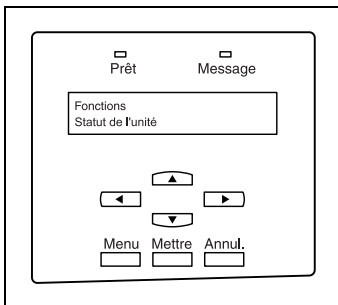 Prêt Message
Fonctions
Statut de l'unité
Menu Mettre Annul.